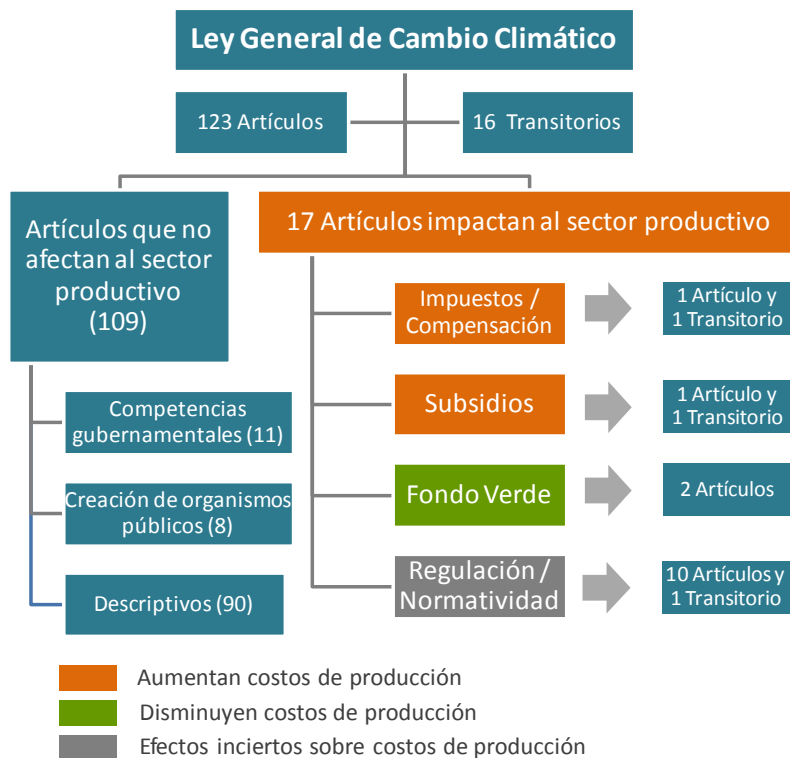 Ley General de Cambio Climático
123 Artículos
16 Transitorios
Artículos que no
afectan al sector
productivo
(109)
Competencias
gubernamentales (11)
Creación de organismos
públicos (8)
Descriptivos (90)
17 Artículos impactan al sector productivo
Impuestos /
Compensación
1 Artículo y
1 Transitorio
Subsidios
1 Artículo y
1 Transitorio
Fondo Verde
2 Artículos
Regulación /
Normatividad
10 Artículos y
1 Transitorio
Aumentan costos de producción
Disminuyen costos de producción
Efectos inciertos sobre costos de producción